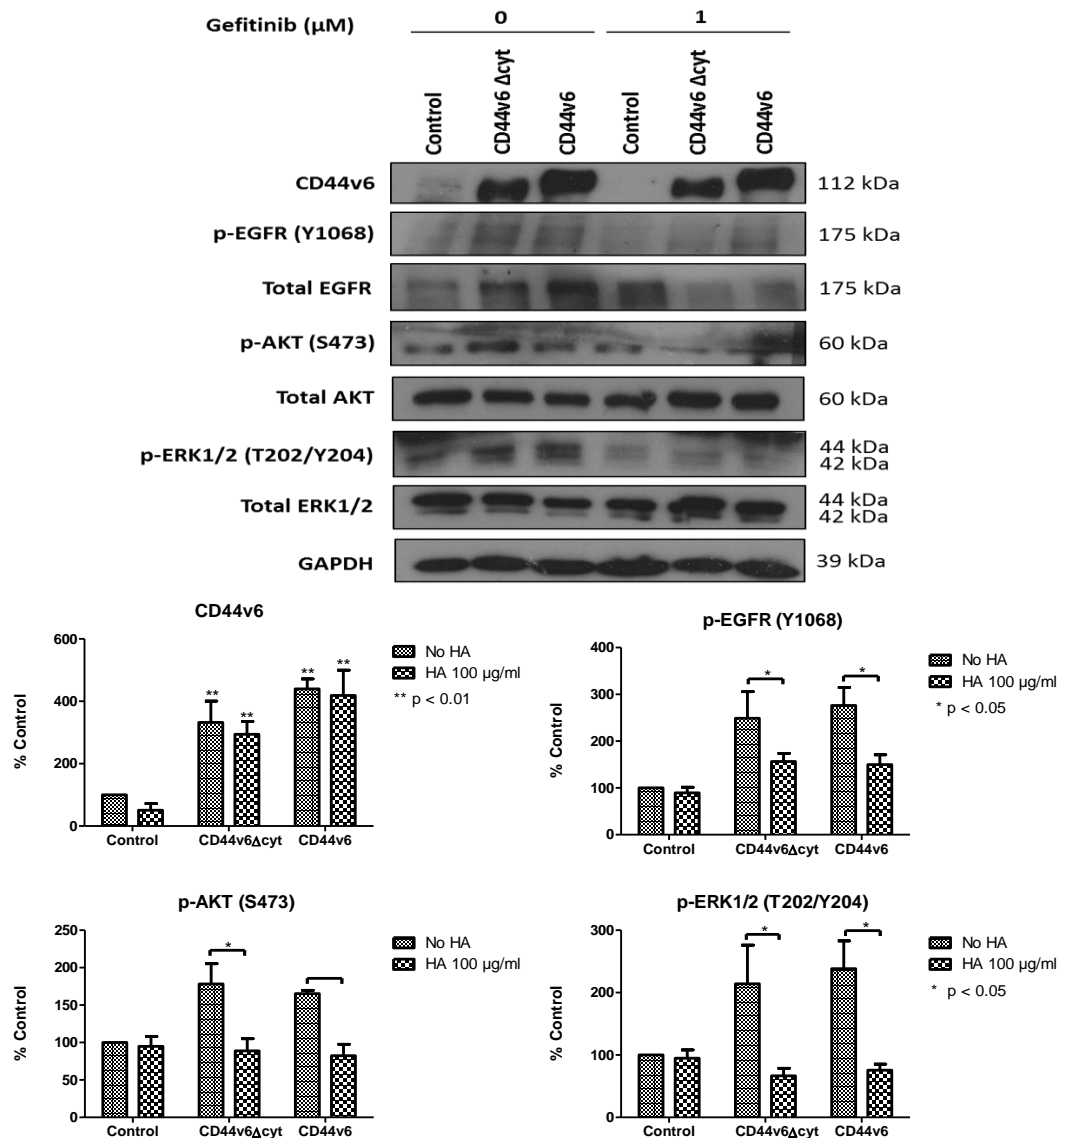 Gefitinib (µM)
0
1
Control
CD44v6 Δcyt
CD44v6
Control
CD44v6 Δcyt
CD44v6
CD44v6
112 kDa
p-EGFR (Y1068)
175 kDa
Total EGFR
175 kDa
p-AKT (S473)
60 kDa
Total AKT
60 kDa
p-ERK1/2 (T202/Y204)
44 kDa
42 kDa
Total ERK1/2
44 kDa
42 kDa
GAPDH
39 kDa
CD44v6
% Control
600
400
200
0
** ** ** **
Control
CD44v6Δcyt
CD44v6
No HA
HA 100 µg/ml
** p < 0.01
p-EGFR (Y1068)
% Control
400
300
200
100
0
* *
Control
CD44v6Δcyt
CD44v6
No HA
HA 100 µg/ml
* p < 0.05
p-AKT (S473)
% Control
250
200
150
100
50
0
*
Control
CD44v6Δcyt
CD44v6
No HA
HA 100 µg/ml
p-ERK1/2 (T202/Y204)
% Control
300
200
100
0
* *
Control
CD44v6Δcyt
CD44v6
No HA
HA 100 µg/ml
* p < 0.05